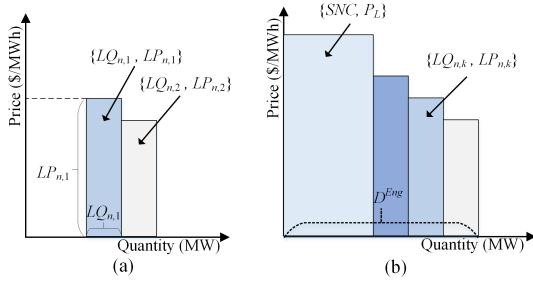 Price ($/MWh)
{LQn,1 , LPn,1}
{LQn,2 , LPn,2}
LPn,1
LQn,1
Quantity (MW)
(a)
Price ($/MWh)
{SNC, PL}
{LQn,k , LPn,k}
D^Eng
Quantity (MW)
(b)